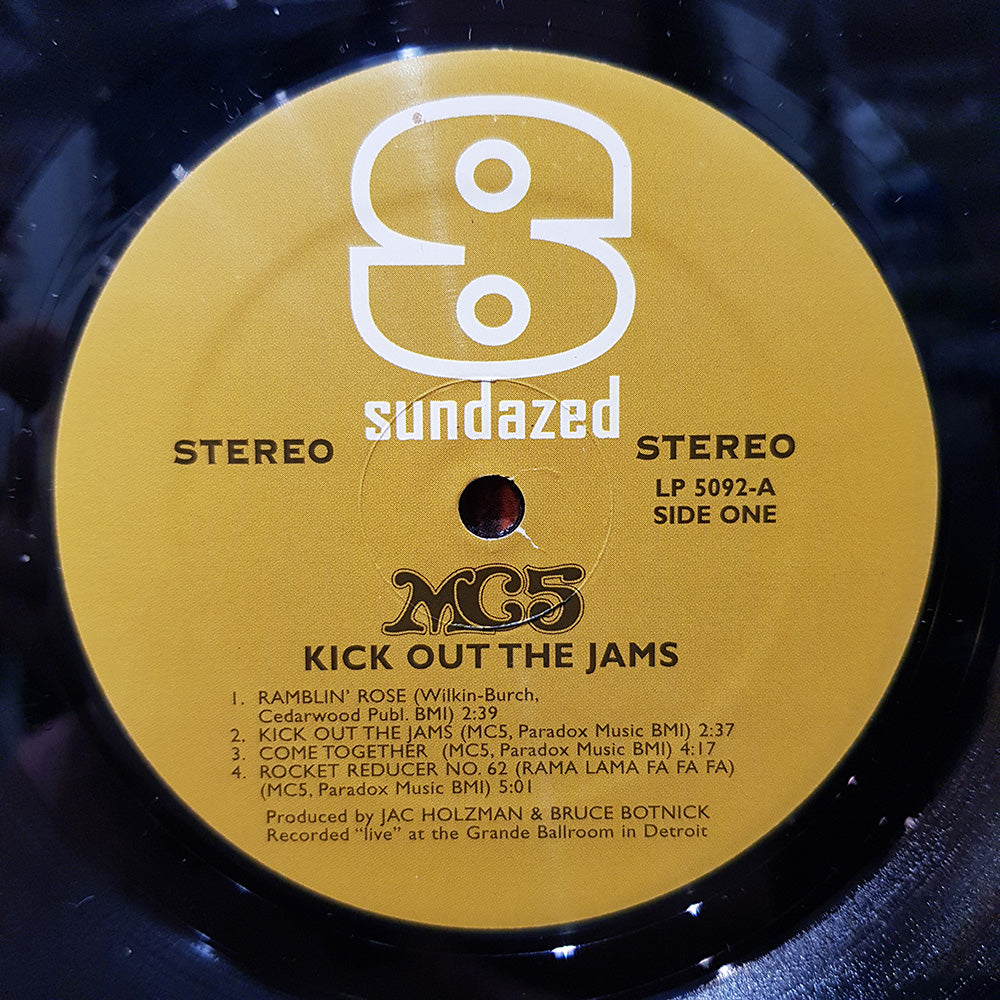 ®
sundazed
STEREO
STEREO
LP 5092-A
SIDE ONE
MC5
KICK OUT THE JAMS
1. RAMBLIN' ROSE (Wilkin-Burch,
Cedarwood Publ. BMI) 2:39
2. KICK OUT THE JAMS (MC5, Paradox Music BMI) 2:37
3. COME TOGETHER (MC5, Paradox Music BMI) 4:17
4. ROCKET REDUCER NO. 62 (RAMA LAMA FA FA FA)
(MC5, Paradox Music BMI) 5:01
Produced by JAC HOLZMAN & BRUCE BOTNICK
Recorded "live" at the Grande Ballroom in Detroit